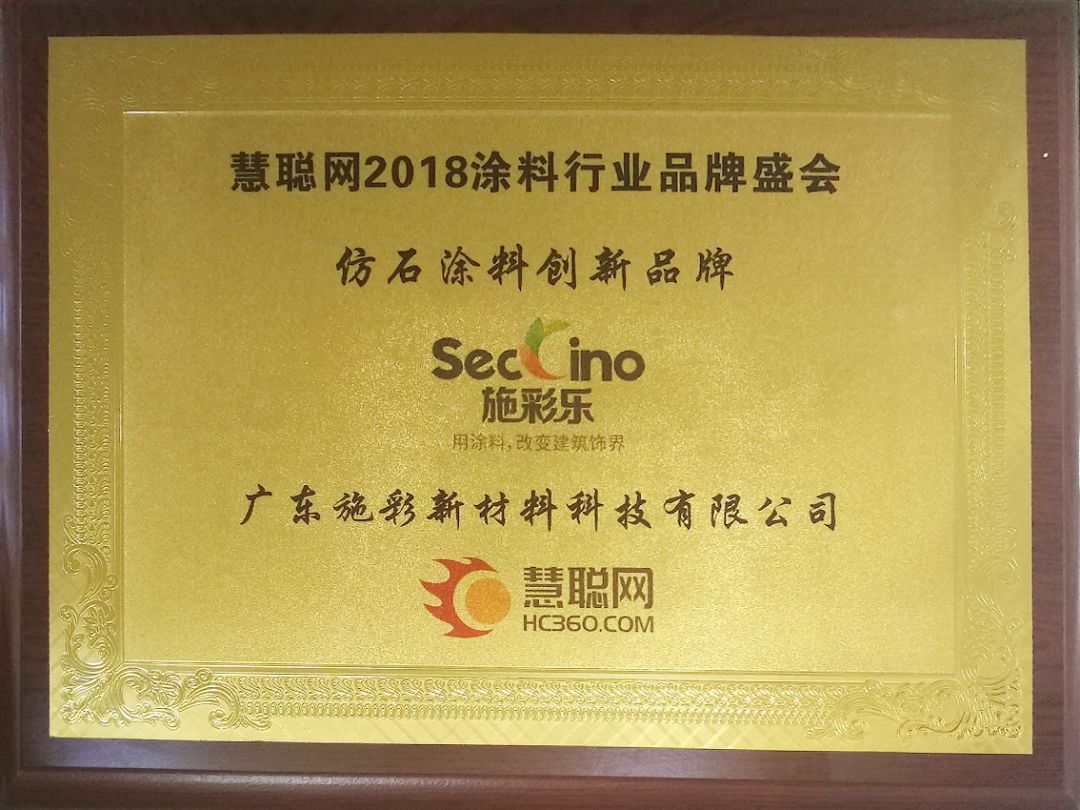 慧聪网2018涂料行业品牌盛会
仿石涂料创新品牌
Seccino
施彩乐
用涂料,改变建筑饰界
广东施彩新材料科技有限公司
慧聪网
HC360.COM